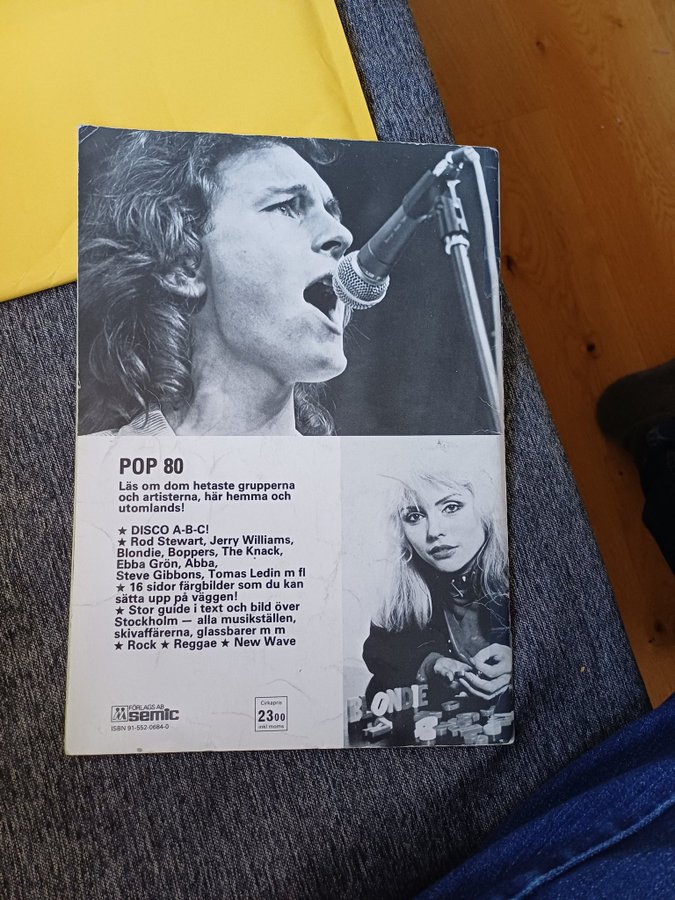 POP 80
Läs om dom hetaste grupperna
och artisterna, här hemma och
utomlands!
★ DISCO A-B-C!
★ Rod Stewart, Jerry Williams,
Blondie, Boppers, The Knack,
Ebba Grön, Abba,
Steve Gibbons, Tomas Ledin m fl
★ 16 sidor färgbilder som du kan
sätta upp på väggen!
★ Stor guide i text och bild över
Stockholm — alla musikställen,
skivaffärerna, glassbarer m m
★ Rock ★ Reggae ★ New Wave
FÖRLAGS AB
semic
ISBN 91-552-0684-0
Cirkapris
2300
inkl moms
BLONDIE